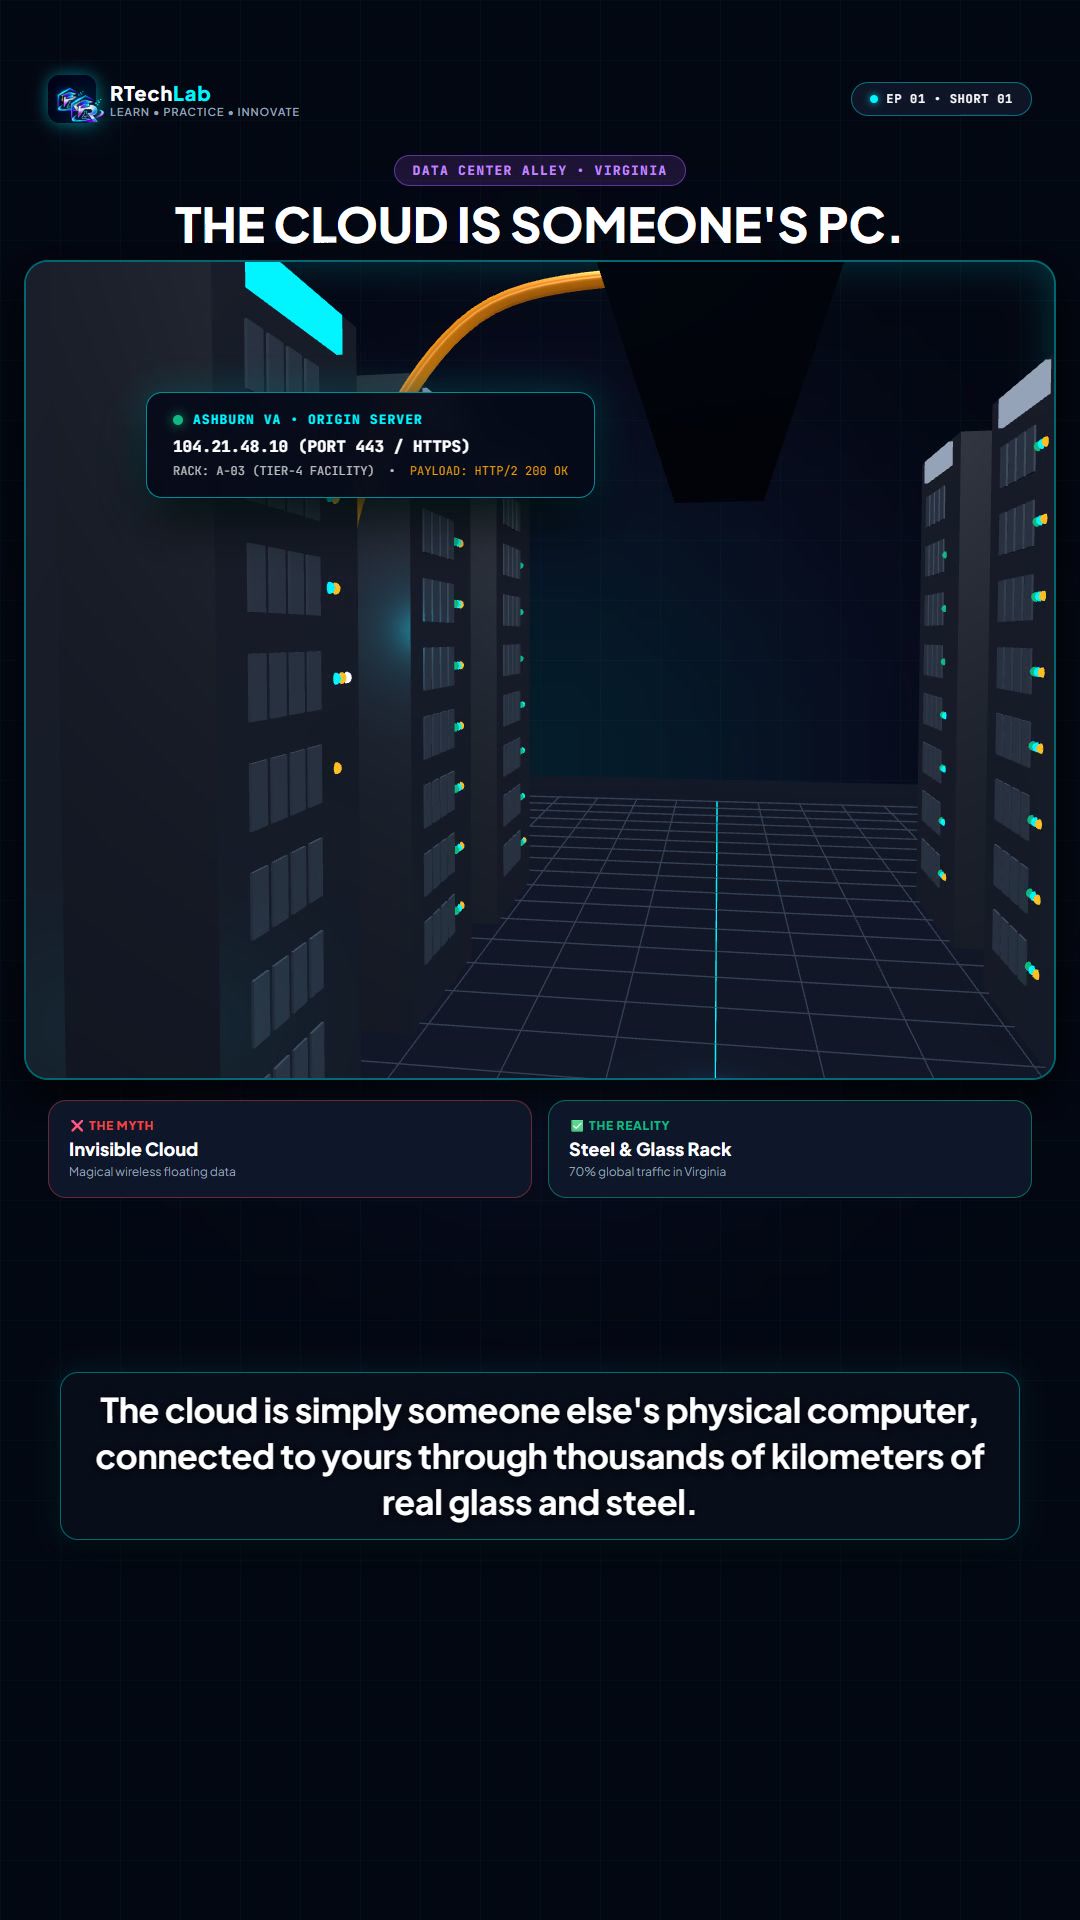 RTechLab
LEARN • PRACTICE • INNOVATE
EP 01 • SHORT 01
DATA CENTER ALLEY • VIRGINIA
THE CLOUD IS SOMEONE'S PC.
ASHBURN VA • ORIGIN SERVER
104.21.48.10 (PORT 443 / HTTPS)
RACK: A-03 (TIER-4 FACILITY) • PAYLOAD: HTTP/2 200 OK
❌ THE MYTH
Invisible Cloud
Magical wireless floating data
✅ THE REALITY
Steel & Glass Rack
70% global traffic in Virginia
The cloud is simply someone else's physical computer,
connected to yours through thousands of kilometers of
real glass and steel.